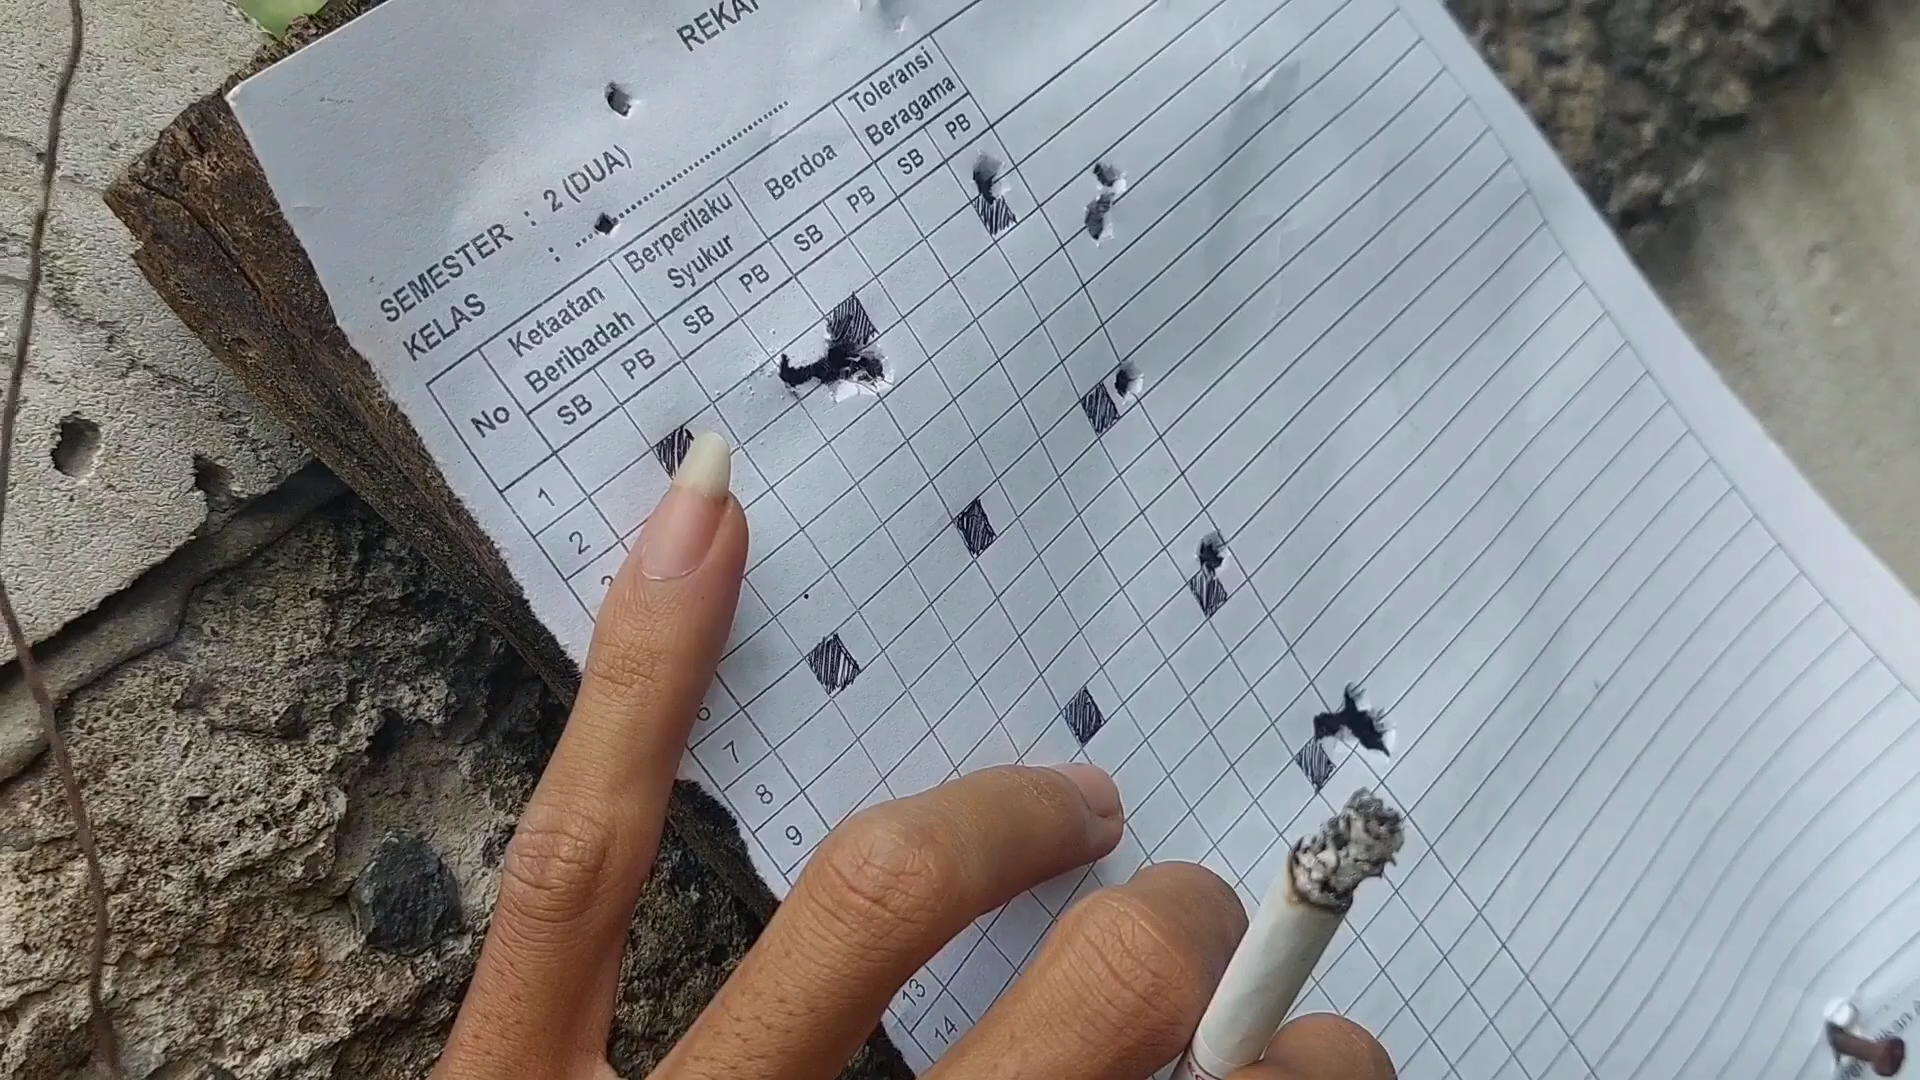 SEMESTER : 2 (DUA)
KELAS : ...............................
No
Ketaatan
Beribadah
Berperilaku
Syukur
Berdoa
Toleransi
Beragama
SB PB SB PB SB PB SB PB
1
2
7
8
9
13
14